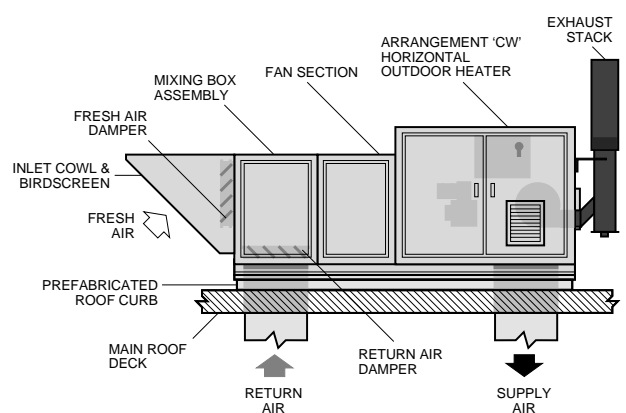 EXHAUST
STACK
ARRANGEMENT ‘CW’
HORIZONTAL
OUTDOOR HEATER
FAN SECTION
MIXING BOX
ASSEMBLY
FRESH AIR
DAMPER
INLET COWL &
BIRDSCREEN
FRESH
AIR
PREFABRICATED
ROOF CURB
MAIN ROOF
DECK
RETURN AIR
DAMPER
RETURN
AIR
SUPPLY
AIR